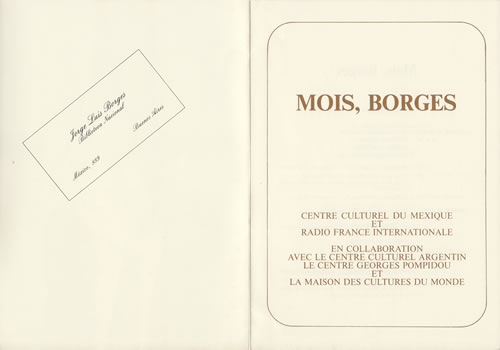 Jorge Luis Borges
Biblioteca Nacional
México 564
Buenos Aires
MOIS, BORGES
CENTRE CULTUREL DU MEXIQUE
ET
RADIO FRANCE INTERNATIONALE
EN COLLABORATION
AVEC LE CENTRE CULTUREL ARGENTIN
LE CENTRE GEORGES POMPIDOU
ET
LA MAISON DES CULTURES DU MONDE